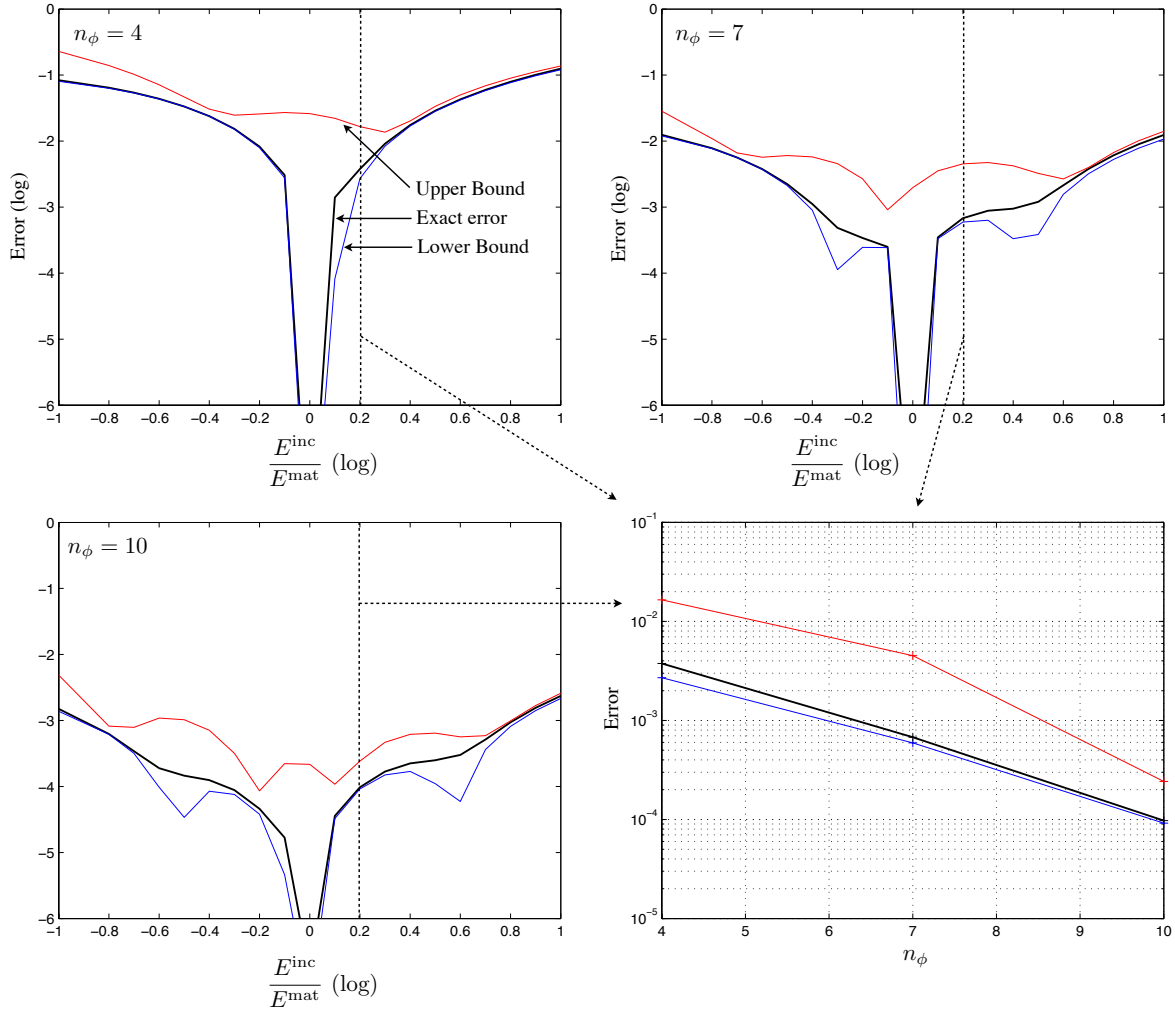 n_ϕ = 4
0
−1
−2
−3
−4
−5
−6
Error (log)
Upper Bound
Exact error
Lower Bound
−1 −0.8 −0.6 −0.4 −0.2 0 0.2 0.4 0.6 0.8 1
E^inc
E^mat (log)
n_ϕ = 7
0
−1
−2
−3
−4
−5
−6
Error (log)
−1 −0.8 −0.6 −0.4 −0.2 0 0.2 0.4 0.6 0.8 1
E^inc
E^mat (log)
n_ϕ = 10
0
−1
−2
−3
−4
−5
−6
−1 −0.8 −0.6 −0.4 −0.2 0 0.2 0.4 0.6 0.8 1
E^inc
E^mat (log)
10^−1
10^−2
10^−3
10^−4
10^−5
Error
4 5 6 7 8 9 10
n_ϕ